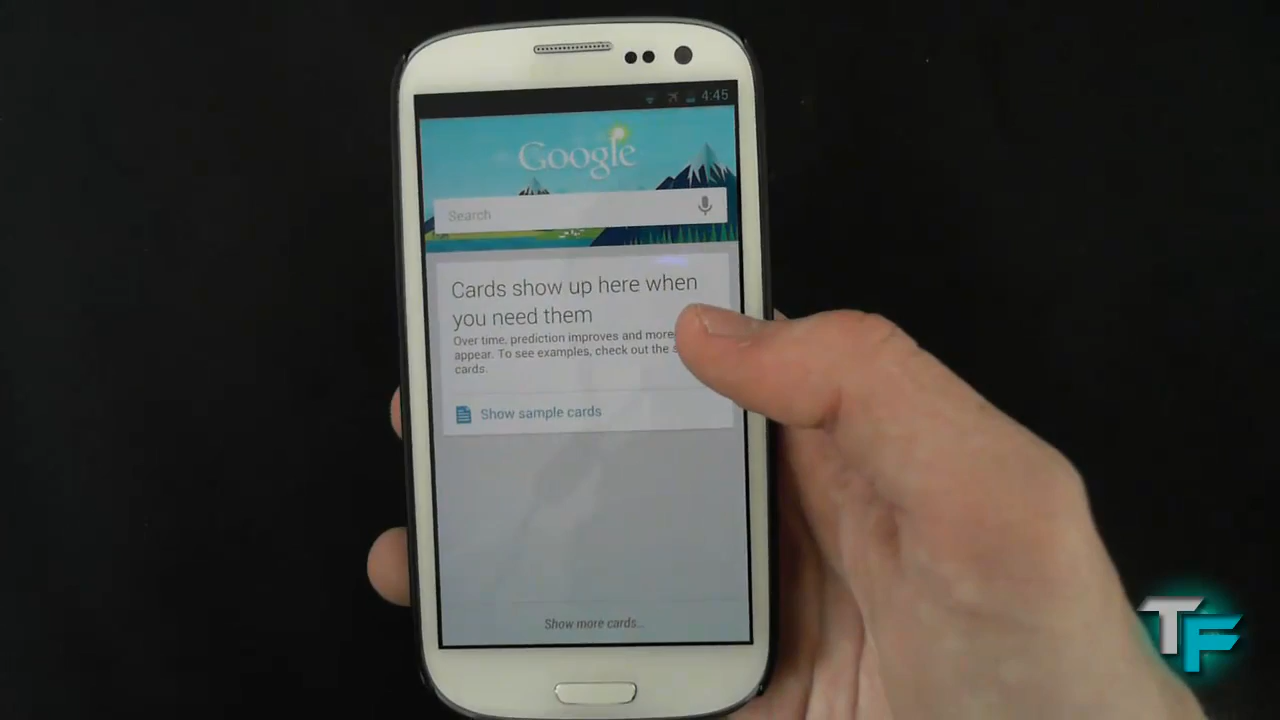 4:45
Google
Search
Cards show up here when
you need them
Over time, prediction improves and more
appear. To see examples, check out the
cards.
Show sample cards
Show more cards...
TF